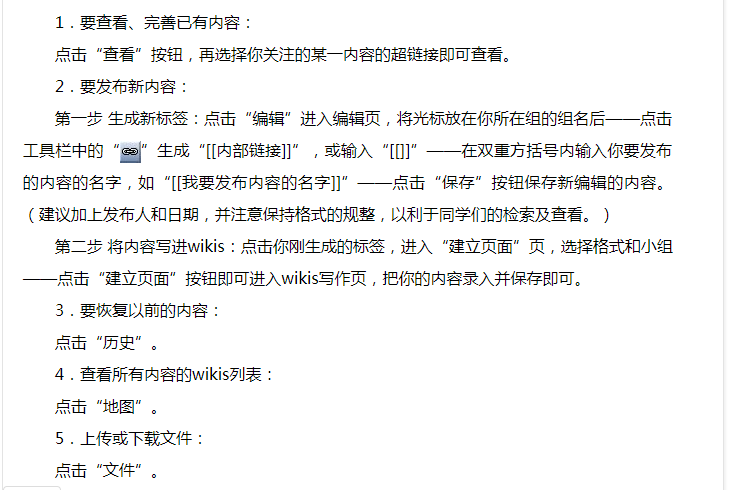 1．要查看、完善已有内容：
点击“查看”按钮，再选择你关注的某一内容的超链接即可查看。
2．要发布新内容：
第一步 生成新标签：点击“编辑”进入编辑页，将光标放在你所在组的组名后——点击
工具栏中的“”生成“[[内部链接]]”，或输入“[[]]”——在双重方括号内输入你要发布
的内容的名字，如“[[我要发布内容的名字]]”——点击“保存”按钮保存新编辑的内容。
（建议加上发布人和日期，并注意保持格式的规整，以利于同学们的检索及查看。）
第二步 将内容写进wikis：点击你刚生成的标签，进入“建立页面”页，选择格式和小组
——点击“建立页面”按钮即可进入wikis写作页，把你的内容录入并保存即可。
3．要恢复以前的内容：
点击“历史”。
4．查看所有内容的wikis列表：
点击“地图”。
5．上传或下载文件：
点击“文件”。